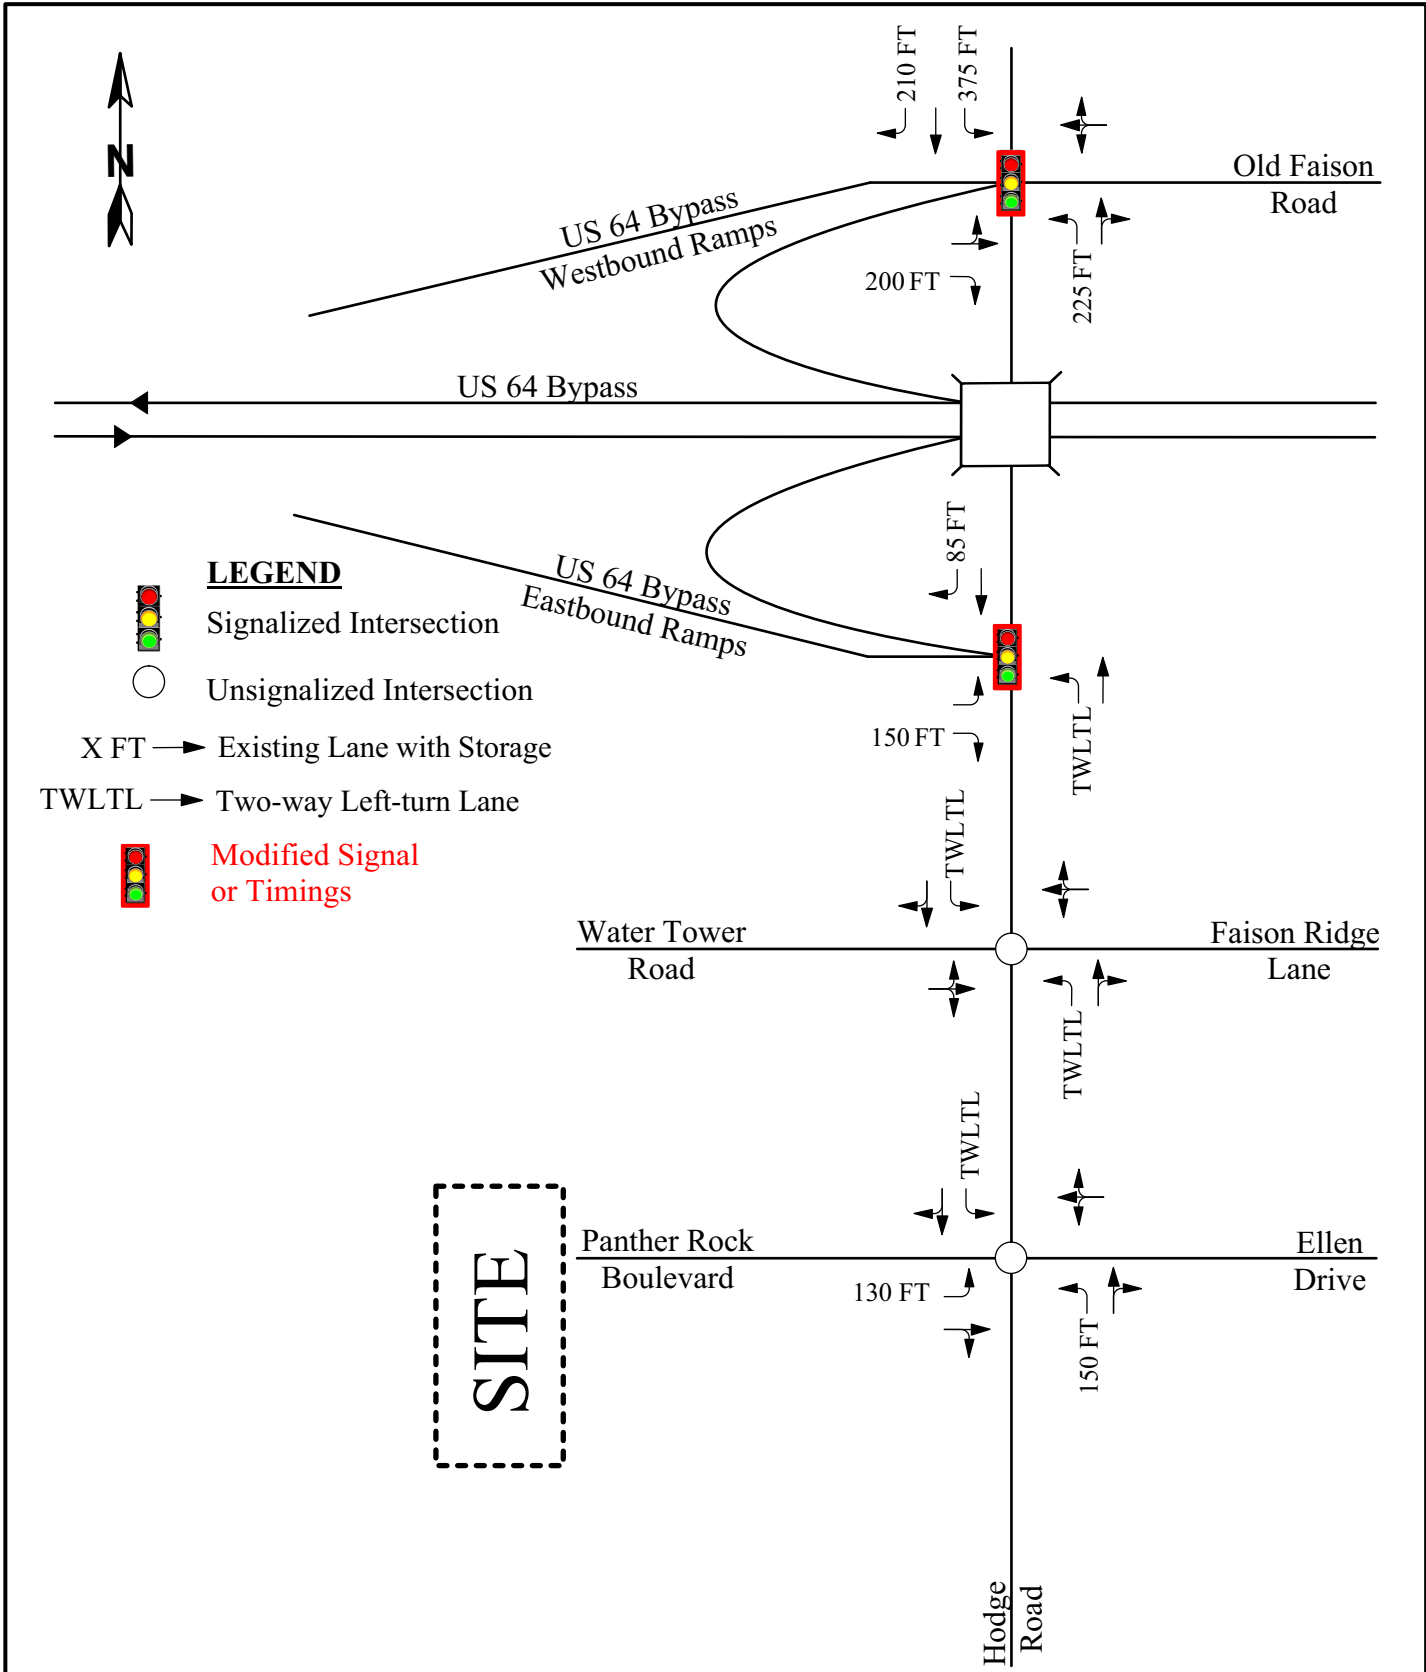 210 FT
375 FT
N
Old Faison
Road
US 64 Bypass
Westbound Ramps
200 FT
225 FT
US 64 Bypass
85 FT
US 64 Bypass
Eastbound Ramps
LEGEND
Signalized Intersection
Unsignalized Intersection
X FT Existing Lane with Storage
TWLTL Two-way Left-turn Lane
Modified Signal
or Timings
150 FT
TWLTL
TWLTL
Water Tower
Road
Faison Ridge
Lane
TWLTL
TWLTL
SITE
Panther Rock
Boulevard
Ellen
Drive
130 FT
150 FT
Hodge
Road